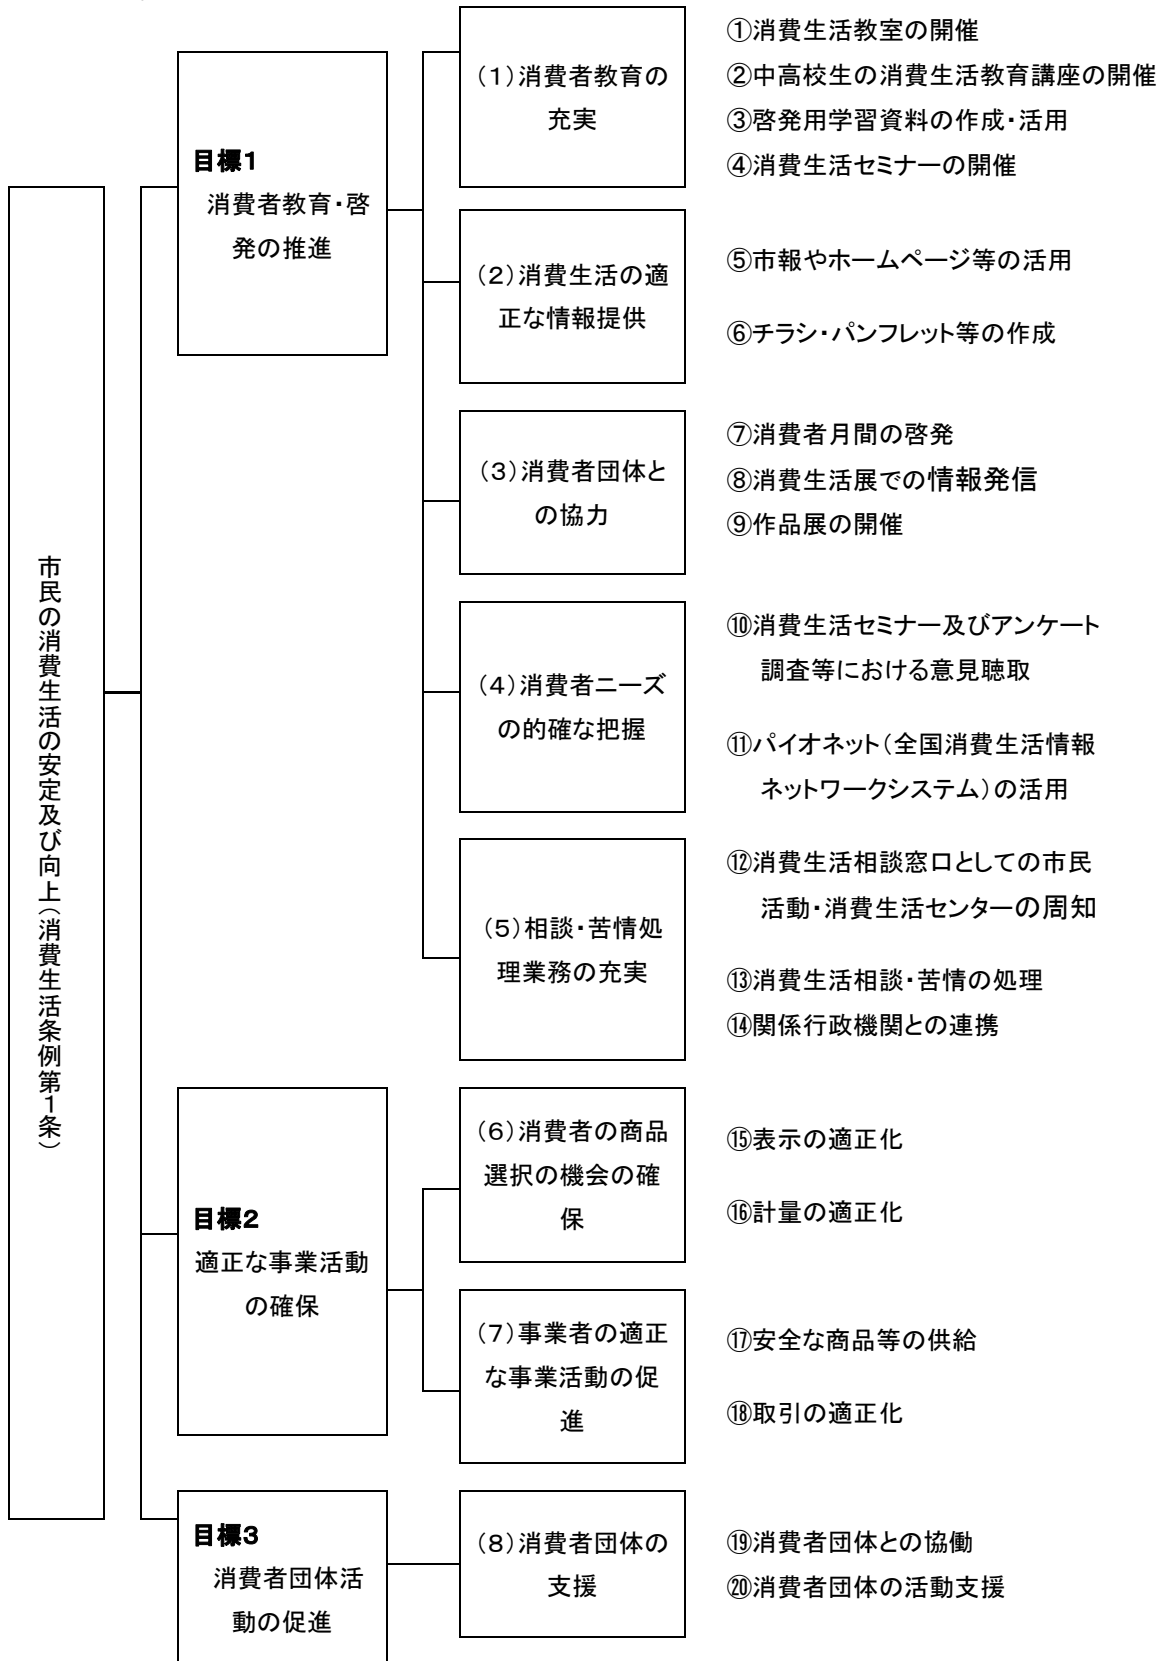 市民の消費生活の安定及び向上（消費生活条例第１条）
目標１
消費者教育・啓
発の推進
（１）消費者教育の
充実
①消費生活教室の開催
②中高校生の消費生活教育講座の開催
③啓発用学習資料の作成・活用
④消費生活セミナーの開催
（２）消費生活の適
正な情報提供
⑤市報やホームページ等の活用
⑥チラシ・パンフレット等の作成
（３）消費者団体と
の協力
⑦消費者月間の啓発
⑧消費生活展での情報発信
⑨作品展の開催
（４）消費者ニーズ
の的確な把握
⑩消費生活セミナー及びアンケート
調査等における意見聴取
⑪パイオネット（全国消費生活情報
ネットワークシステム）の活用
（５）相談・苦情処
理業務の充実
⑫消費生活相談窓口としての市民
活動・消費生活センターの周知
⑬消費生活相談・苦情の処理
⑭関係行政機関との連携
目標２
適正な事業活動
の確保
（６）消費者の商品
選択の機会の確
保
⑮表示の適正化
⑯計量の適正化
（７）事業者の適正
な事業活動の促
進
⑰安全な商品等の供給
⑱取引の適正化
目標３
消費者団体活
動の促進
（８）消費者団体の
支援
⑲消費者団体との協働
⑳消費者団体の活動支援